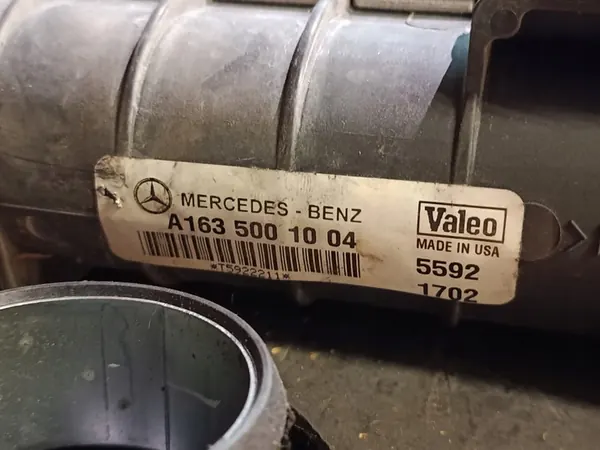 MERCEDES - BENZ
A163 500 10 04
*T5922211*
Valeo
MADE IN USA
5592
1702